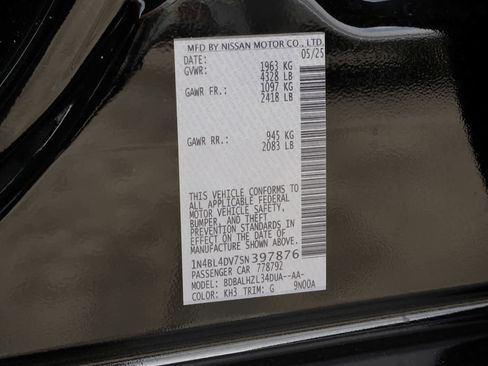 MFD BY NISSAN MOTOR CO., LTD.
DATE: 05/25
GVWR: 1963 KG
4328 LB
GAWR FR.: 1097 KG
2418 LB
GAWR RR.: 945 KG
2083 LB
THIS VEHICLE CONFORMS TO
ALL APPLICABLE FEDERAL
MOTOR VEHICLE SAFETY,
BUMPER, AND THEFT
PREVENTION STANDARDS IN
EFFECT ON THE DATE OF
MANUFACTURE SHOWN ABOVE.
1N4BL4DV7SN397876
PASSENGER CAR 778792
MODEL: BDBALHZL34DUA--AA-
COLOR: KH3 TRIM: G 9N00A